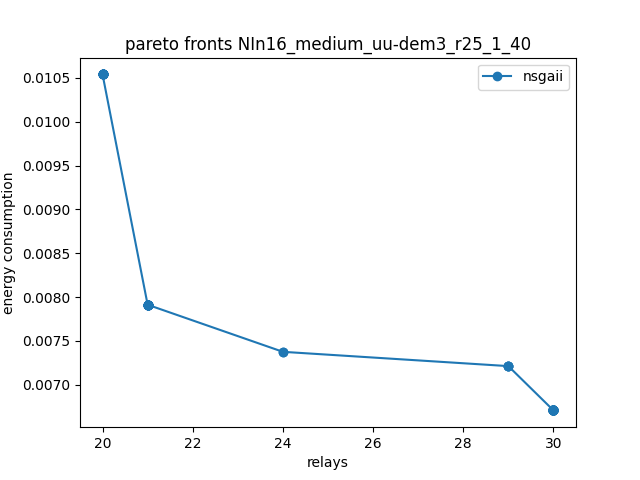 pareto fronts NIn16_medium_uu-dem3_r25_1_40
nsgaii
energy consumption
0.0105
0.0100
0.0095
0.0090
0.0085
0.0080
0.0075
0.0070
20 22 24 26 28 30
relays